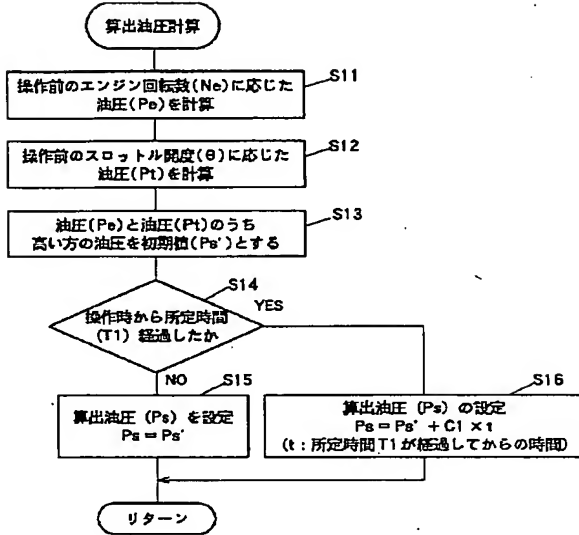 算出油圧計算
S11
操作前のエンジン回転数(Ne)に応じた
油圧(Pe)を計算
S12
操作前のスロットル開度(θ)に応じた
油圧(Pt)を計算
S13
油圧(Pe)と油圧(Pt)のうち
高い方の油圧を初期値(Ps')とする
S14
操作時から所定時間
(T1) 経過したか
YES
NO
S15
算出油圧 (Ps) を設定
Ps = Ps'
S16
算出油圧 (Ps) の設定
Ps = Ps' + C1 × t
(t : 所定時間T1が経過してからの時間)
リターン